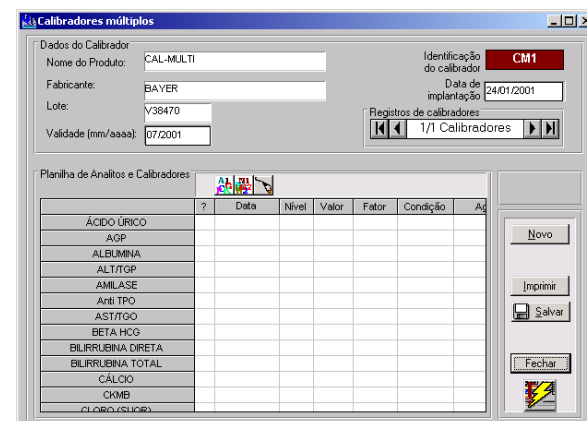 Calibradores múltiplos
Dados do Calibrador
Nome do Produto: CAL-MULTI
Identificação do calibrador CM1
Fabricante: BAYER
Data de implantação 24/01/2001
Lote: V38470
Registros de calibradores
1/1 Calibradores
Validade (mm/aaaa): 07/2001
Planilha de Analitos e Calibradores
? Data Nível Valor Fator Condição Ag
ÁCIDO ÚRICO
AGP
ALBUMINA
ALT/TGP
AMILASE
Anti TPO
AST/TGO
BETA HCG
BILIRRUBINA DIRETA
BILIRRUBINA TOTAL
CÁLCIO
CKMB
CLORO (SUOR)
Novo
Imprimir
Salvar
Fechar